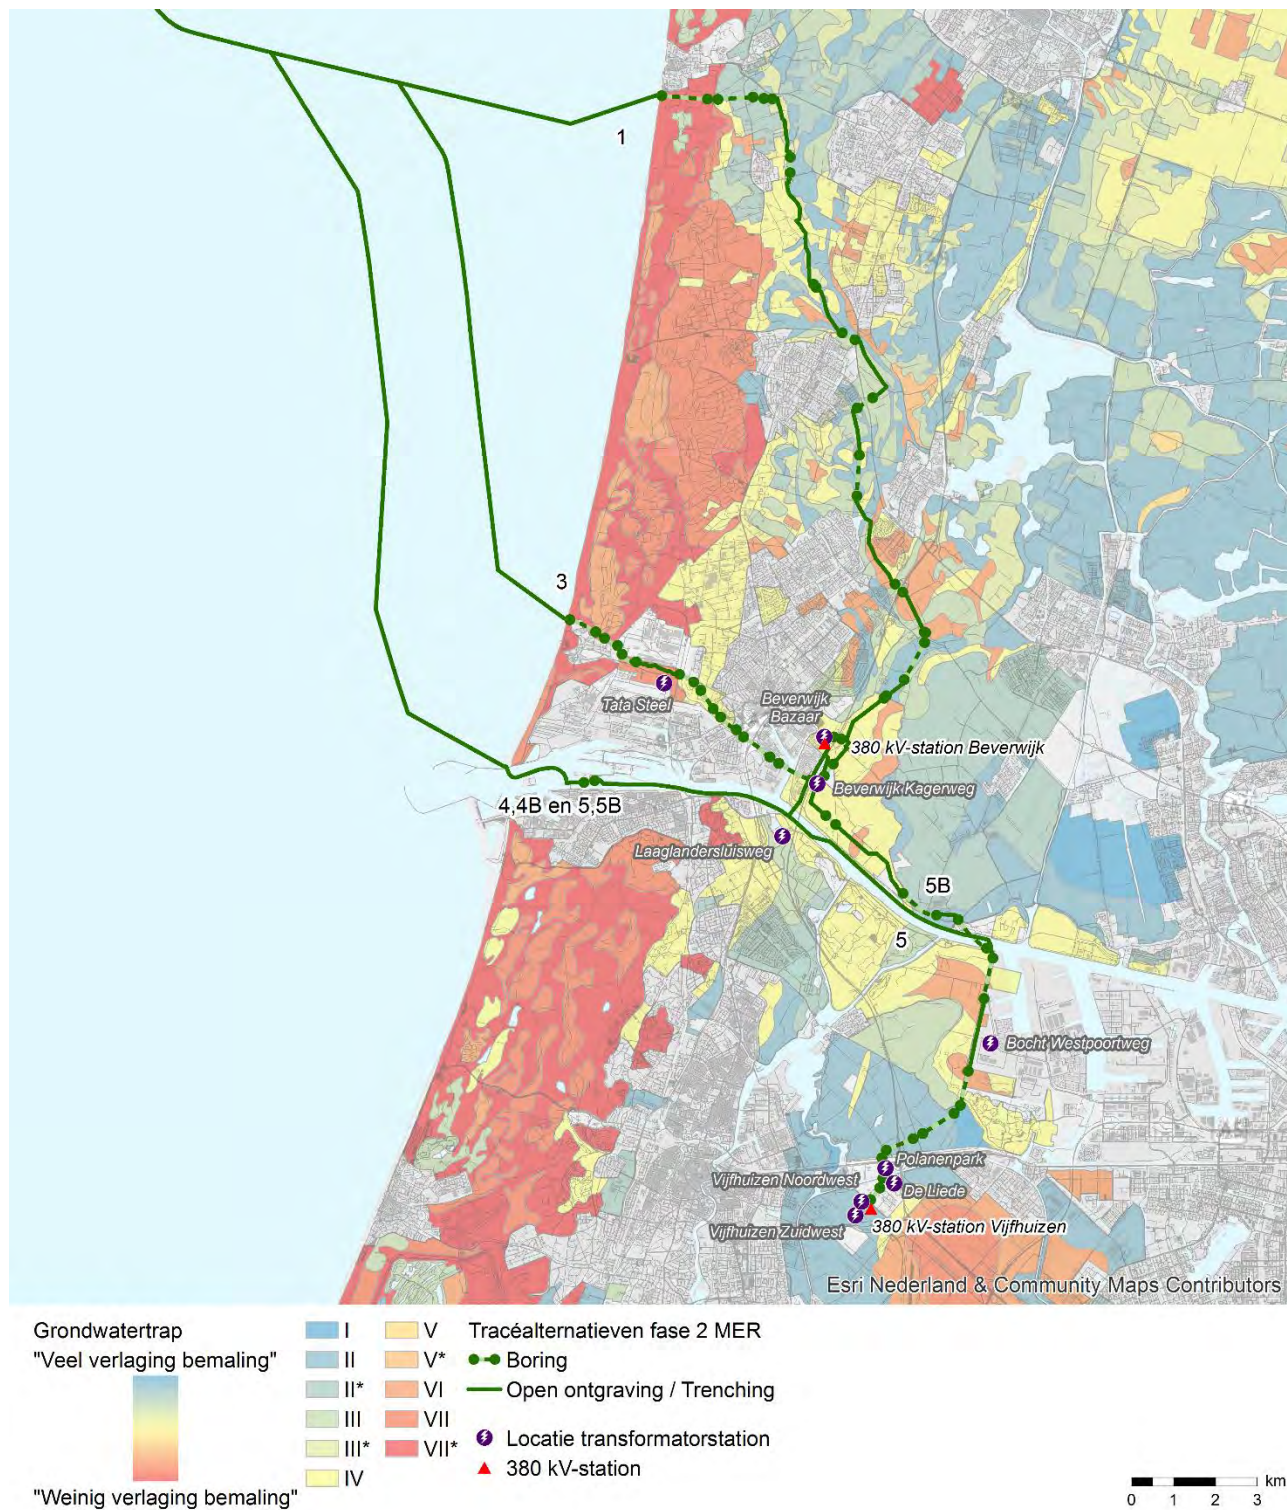 1
3
Tata Steel
Beverwijk
Bazaar
380 kV-station Beverwijk
Beverwijk Kagerweg
4,4B en 5,5B
Laaglandersluisweg
5B
5
Bocht Westpoortweg
Polanenpark
Vijfhuizen Noordwest
De Liede
Vijfhuizen Zuidwest
380 kV-station Vijfhuizen
Esri Nederland & Community Maps Contributors
Grondwatertrap
"Veel verlaging bemaling"
"Weinig verlaging bemaling"
I
II
II*
III
III*
IV
V
V*
VI
VII
VII*
Tracéalternatieven fase 2 MER
Boring
Open ontgraving / Trenching
Locatie transformatorstation
380 kV-station
km
0 1 2 3